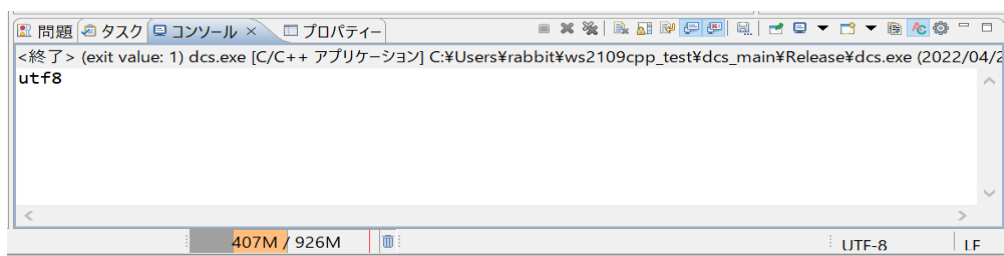 問題 タスク コンソール × プロパティー
<終了> (exit value: 1) dcs.exe [C/C++ アプリケーション] C:¥Users¥rabbit¥ws2109cpp_test¥dcs_main¥Release¥dcs.exe (2022/04/2
utf8
407M / 926M UTF-8 LF